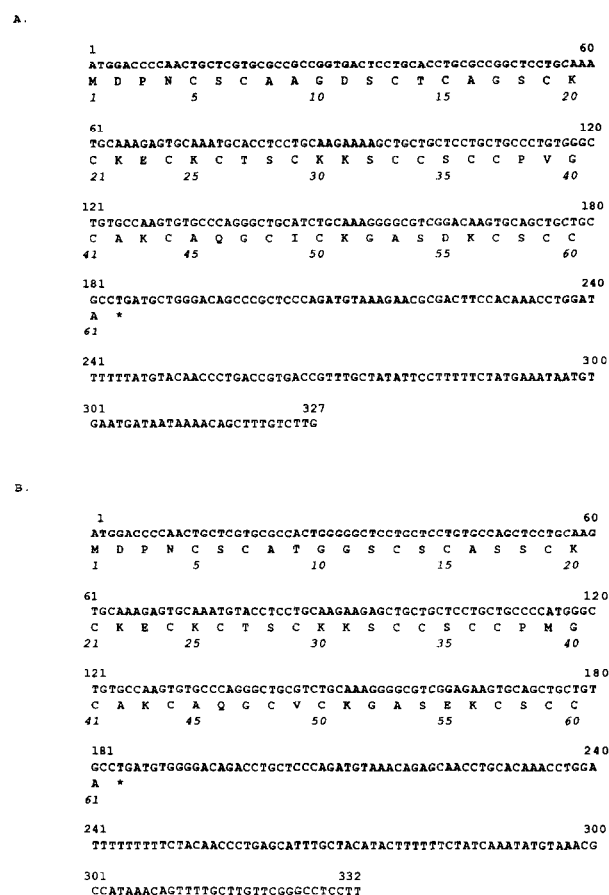 A.
1 60
ATGGACCCCAACTGCTCGTGCGCCGCCGGTGACTCCTGCACCTGCGCCGGCTCCTGCAAA
M D P N C S C A A G D S C T C A G S C K
1 5 10 15 20
61 120
TGCAAAGAGTGCAAATGCACCTCCTGCAAGAAAAGCTGCTGCTCCTGCTGCCCTGTGGGC
C K E C K C T S C K K S C C S C C P V G
21 25 30 35 40
121 180
TGTGCCAAGTGTGCCCAGGGCTGCATCTGCAAAGGGGCGTCGGACAAGTGCAGCTGCTGC
C A K C A Q G C I C K G A S D K C S C C
41 45 50 55 60
181 240
GCCTGATGCTGGGACAGCCCGCTCCCAGATGTAAAGAACGCGACTTCCACAAACCTGGAT
A *
61
241 300
TTTTTATGTACAACCCTGACCGTGACCGTTTGCTATATTCCTTTTTCTATGAAATAATGT
301 327
GAATGATAATAAAACAGCTTTGTCTTG
B.
1 60
ATGGACCCCAACTGCTCGTGCGCCACTGGGGGCTCCTGCTCCTGTGCCAGCTCCTGCAAG
M D P N C S C A T G G S C S C A S S C K
1 5 10 15 20
61 120
TGCAAAGAGTGCAAATGTACCTCCTGCAAGAAGAGCTGCTGCTCCTGCTGCCCCATGGGC
C K E C K C T S C K K S C C S C C P M G
21 25 30 35 40
121 180
TGTGCCAAGTGTGCCCAGGGCTGCGTCTGCAAAGGGGCGTCGGAGAAGTGCAGCTGCTGT
C A K C A Q G C V C K G A S E K C S C C
41 45 50 55 60
181 240
GCCTGATGTGGGGACAGACCTGCTCCCAGATGTAAACAGAGCAACCTGCACAAACCTGGA
A *
61
241 300
TTTTTTTTTTCTACAACCCTGAGCATTTGCTACATACTTTTTTCTATCAAATATGTAAACG
301 332
CCATAAACAGTTTTGCTTGTTCGGGCCTCCTT